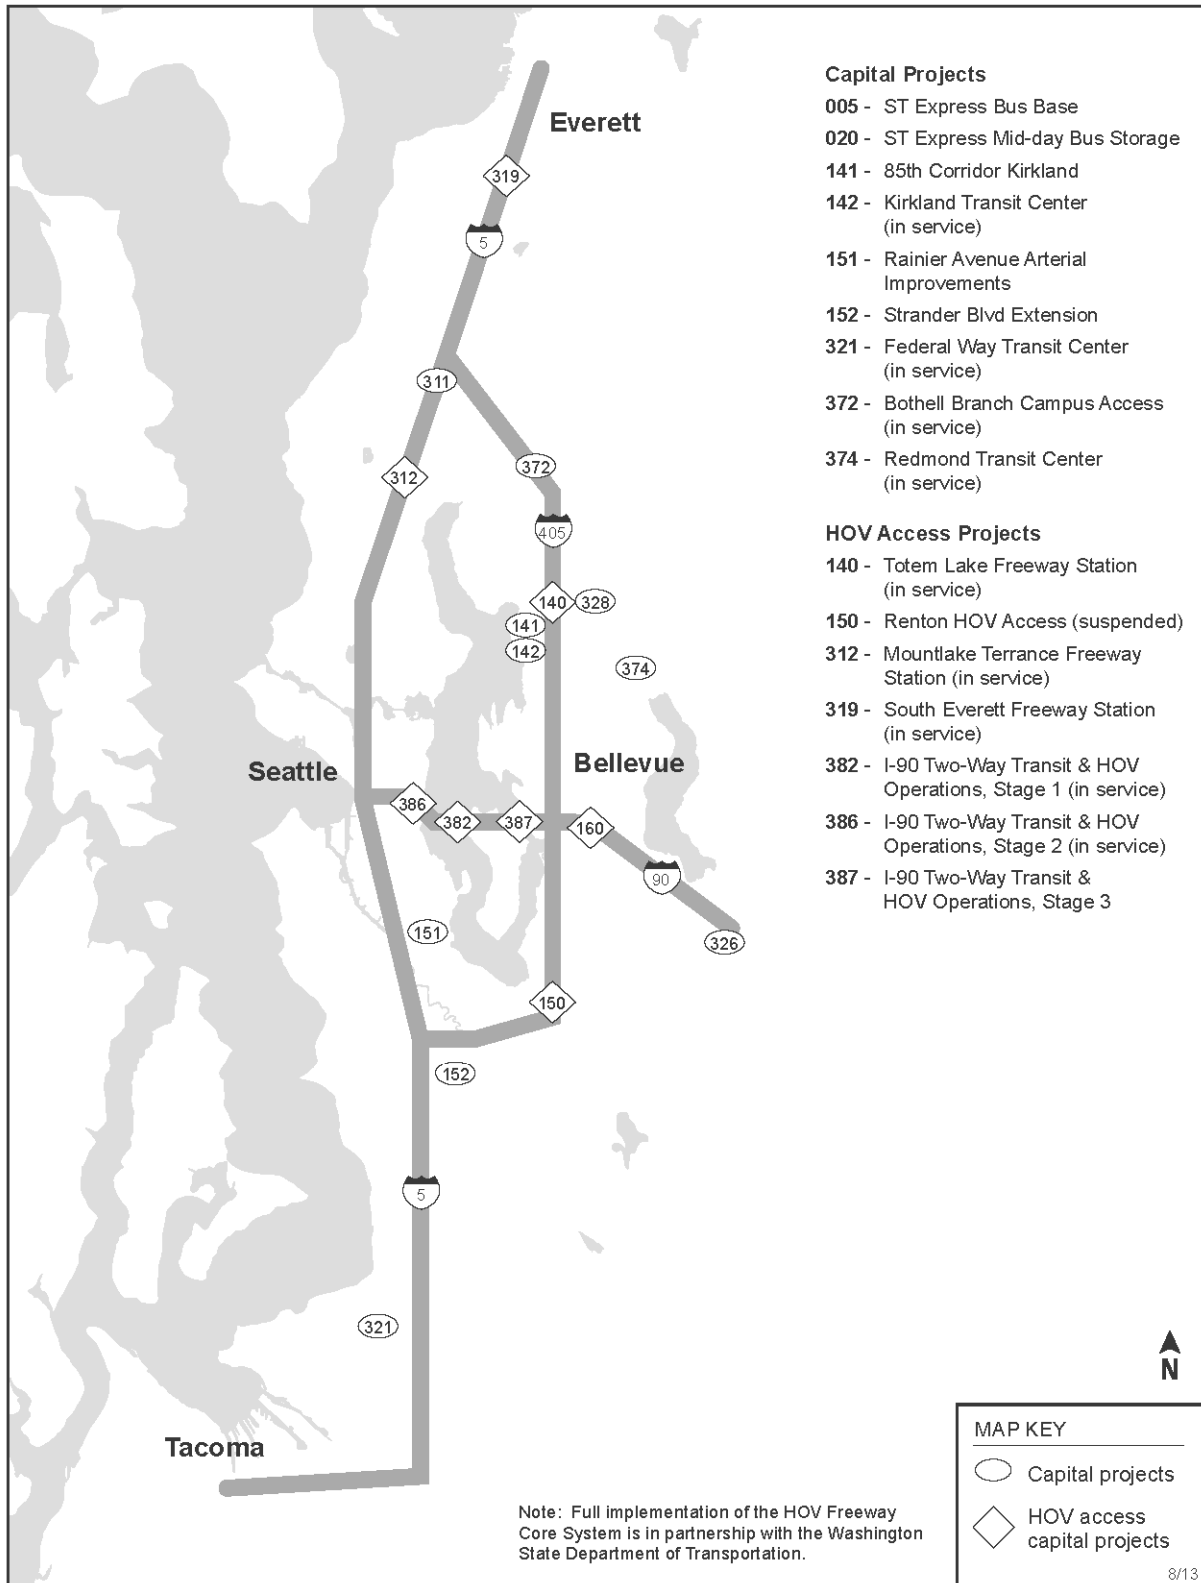 Everett
319
5
311
312
372
405
140
328
141
142
374
Seattle
Bellevue
386
382
387
160
90
151
326
150
152
5
321
Tacoma
Capital Projects
005 - ST Express Bus Base
020 - ST Express Mid-day Bus Storage
141 - 85th Corridor Kirkland
142 - Kirkland Transit Center
(in service)
151 - Rainier Avenue Arterial
Improvements
152 - Strander Blvd Extension
321 - Federal Way Transit Center
(in service)
372 - Bothell Branch Campus Access
(in service)
374 - Redmond Transit Center
(in service)
HOV Access Projects
140 - Totem Lake Freeway Station
(in service)
150 - Renton HOV Access (suspended)
312 - Mountlake Terrance Freeway
Station (in service)
319 - South Everett Freeway Station
(in service)
382 - I-90 Two-Way Transit & HOV
Operations, Stage 1 (in service)
386 - I-90 Two-Way Transit & HOV
Operations, Stage 2 (in service)
387 - I-90 Two-Way Transit &
HOV Operations, Stage 3
N
MAP KEY
Capital projects
HOV access
capital projects
Note: Full implementation of the HOV Freeway
Core System is in partnership with the Washington
State Department of Transportation.
8/13